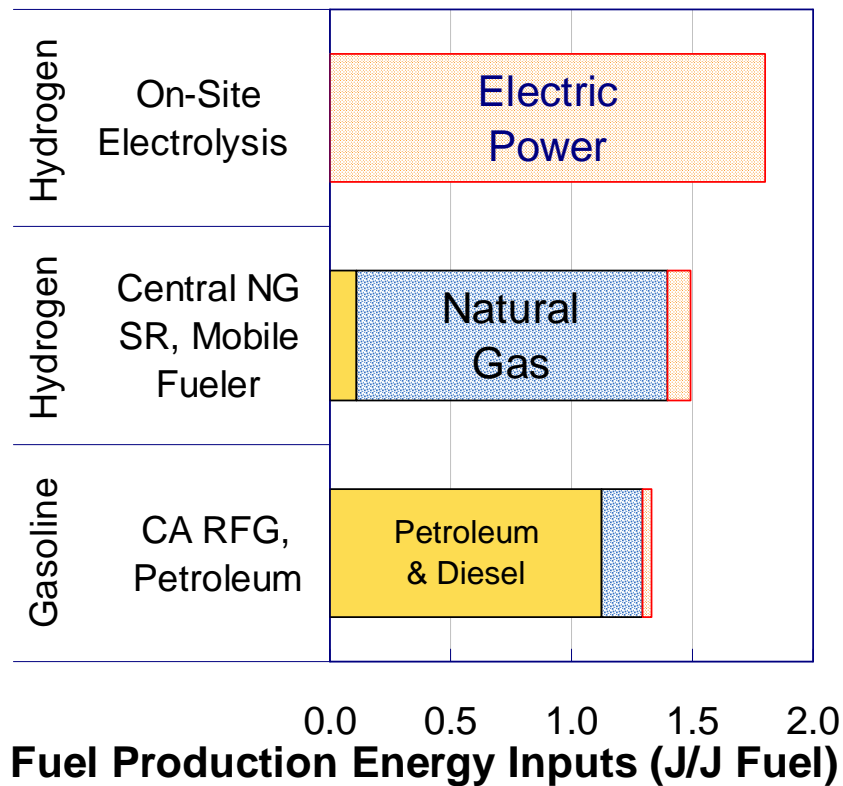 Hydrogen
On-Site
Electrolysis
Electric
Power
Hydrogen
Central NG
SR, Mobile
Fueler
Natural
Gas
Gasoline
CA RFG,
Petroleum
Petroleum
& Diesel
0.0 0.5 1.0 1.5 2.0
Fuel Production Energy Inputs (J/J Fuel)